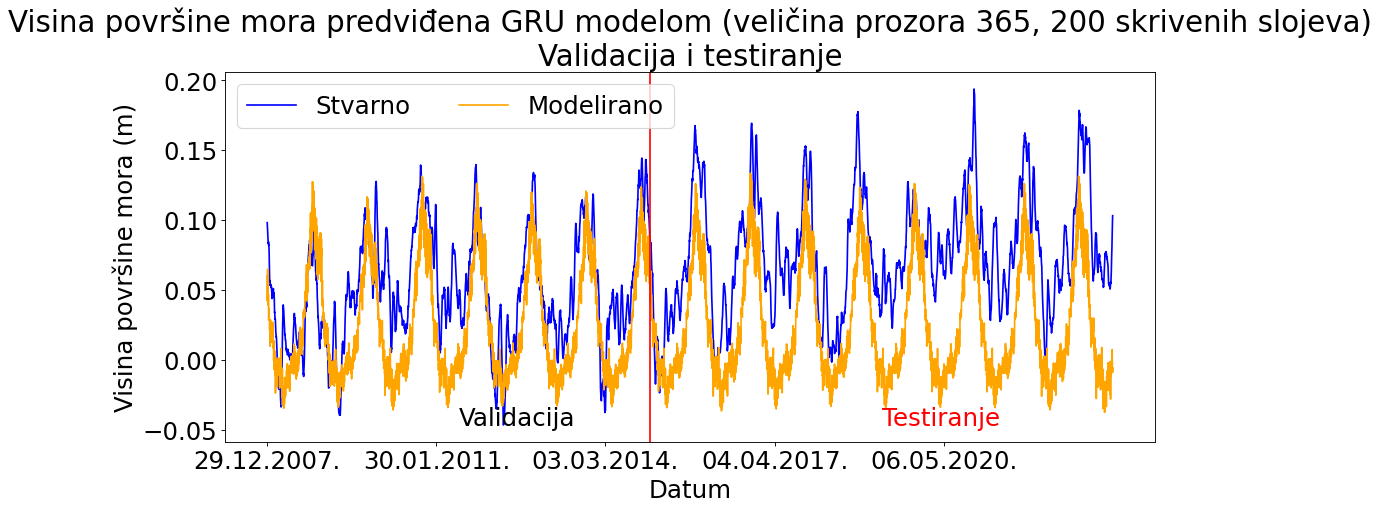 Visina površine mora predviđena GRU modelom (veličina prozora 365, 200 skrivenih slojeva)
Validacija i testiranje
Stvarno
Modelirano
Visina površine mora (m)
0.20
0.15
0.10
0.05
0.00
−0.05
Validacija
Testiranje
29.12.2007.
30.01.2011.
03.03.2014.
04.04.2017.
06.05.2020.
Datum